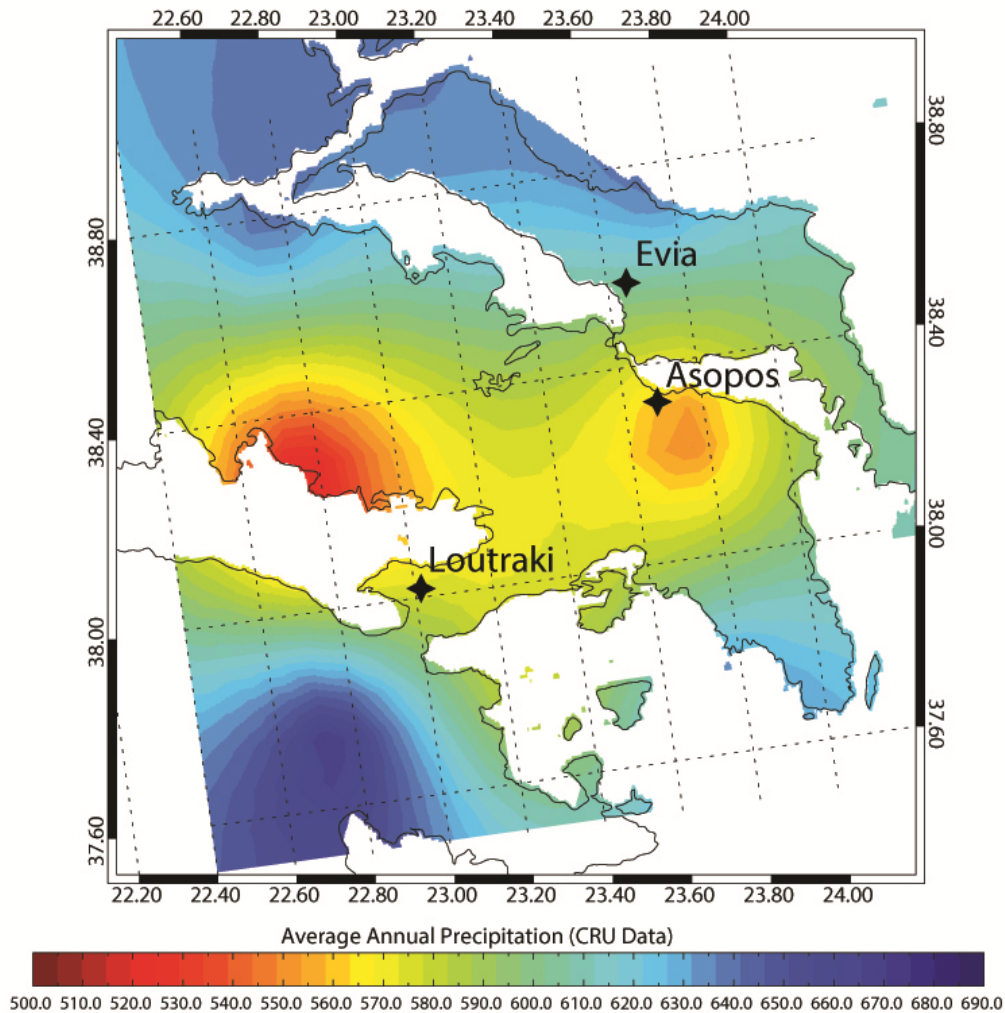 22.60 22.80 23.00 23.20 23.40 23.60 23.80 24.00
38.80
38.80
Evia
38.40
Asopos
38.40
38.00
Loutraki
38.00
37.60
37.60
22.20 22.40 22.60 22.80 23.00 23.20 23.40 23.60 23.80 24.00
Average Annual Precipitation (CRU Data)
500.0 510.0 520.0 530.0 540.0 550.0 560.0 570.0 580.0 590.0 600.0 610.0 620.0 630.0 640.0 650.0 660.0 670.0 680.0 690.0